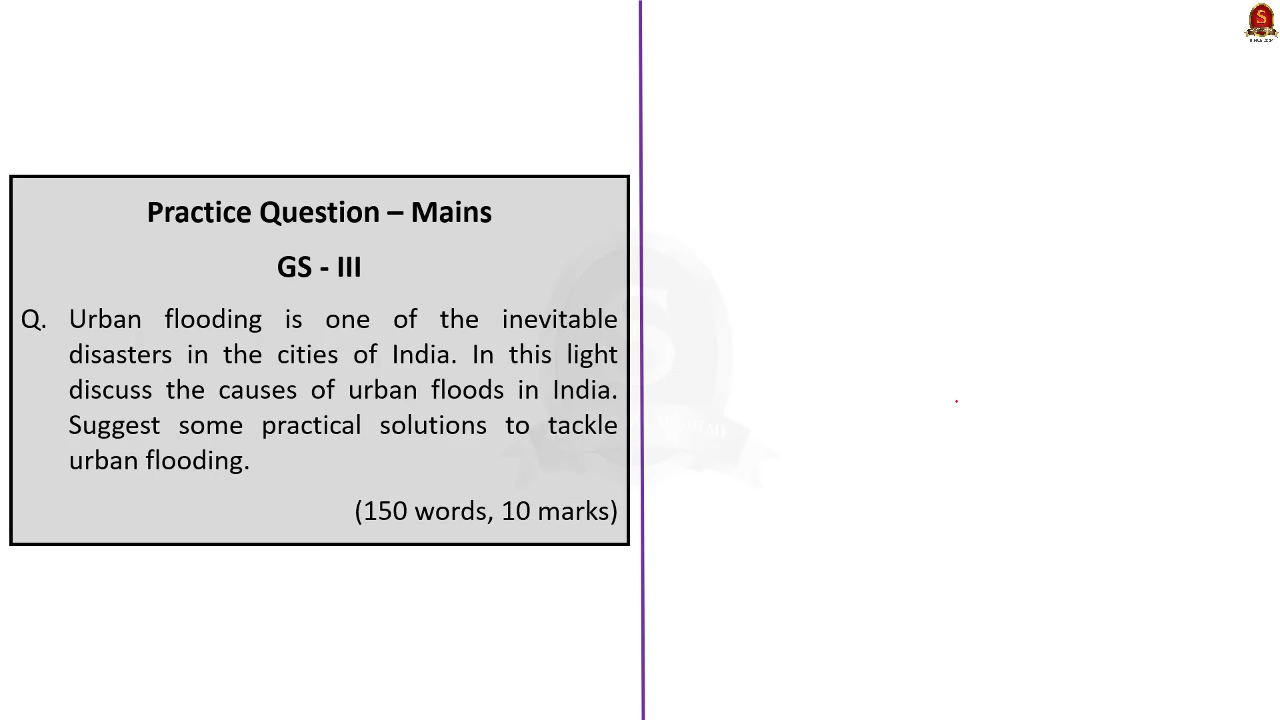 Practice Question – Mains
GS - III
Q. Urban flooding is one of the inevitable
disasters in the cities of India. In this light
discuss the causes of urban floods in India.
Suggest some practical solutions to tackle
urban flooding.
(150 words, 10 marks)
S